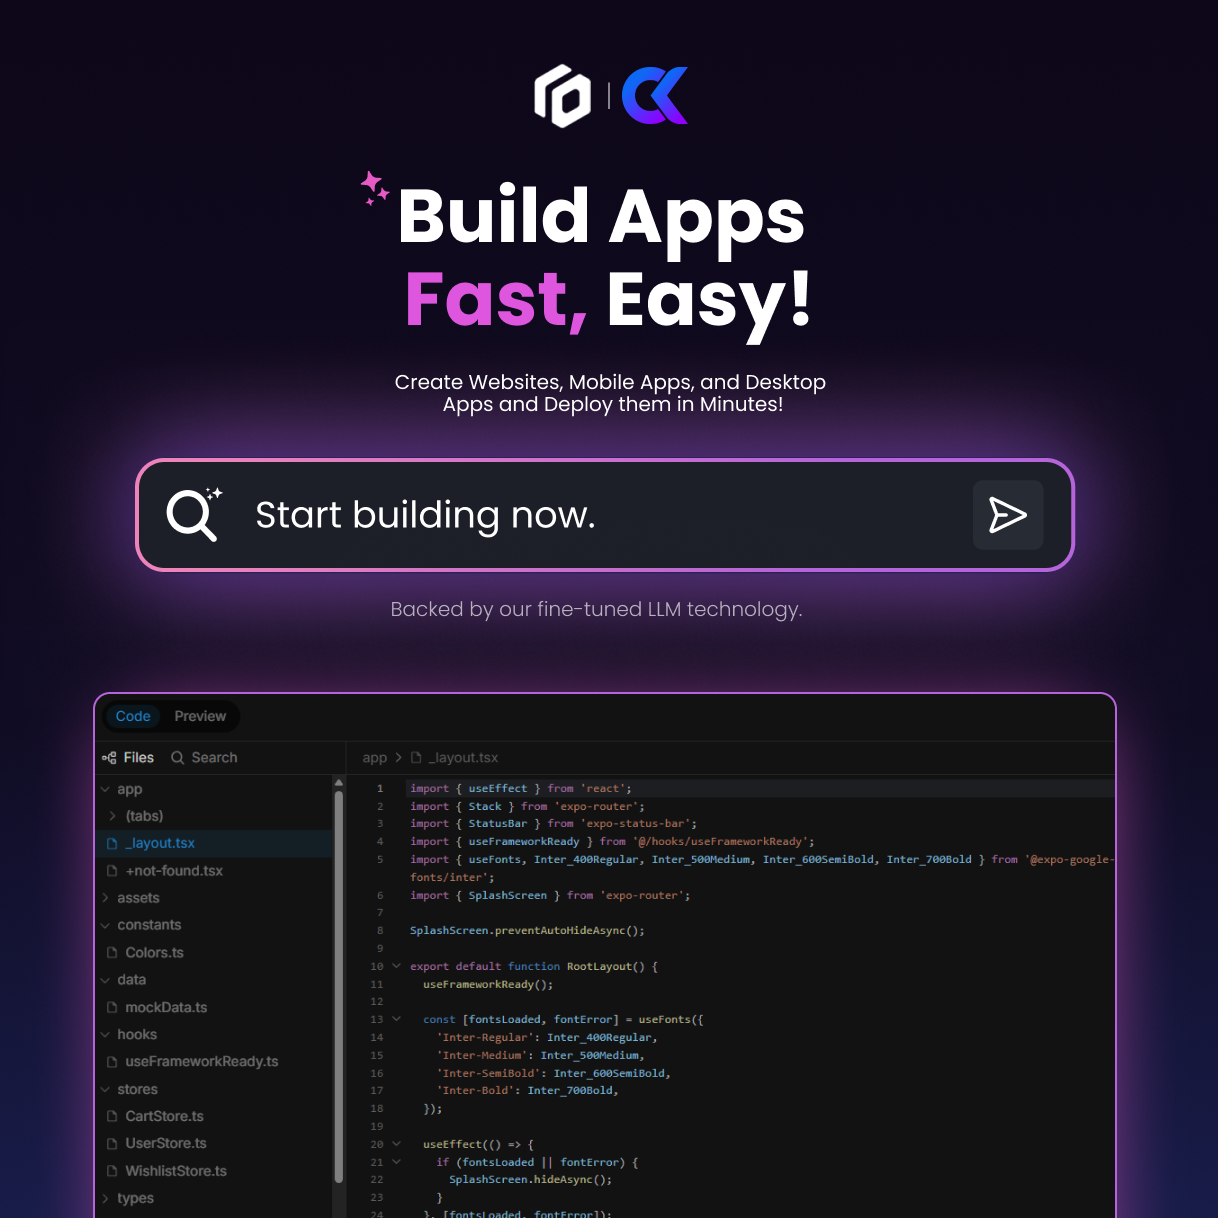 Build Apps
Fast, Easy!
Create Websites, Mobile Apps, and Desktop
Apps and Deploy them in Minutes!
Start building now.
Backed by our fine-tuned LLM technology.
Code Preview
Files Search
app
(tabs)
_layout.tsx
+not-found.tsx
assets
constants
Colors.ts
data
mockData.ts
hooks
useFrameworkReady.ts
stores
CartStore.ts
UserStore.ts
WishlistStore.ts
types
app > _layout.tsx
1 import { useEffect } from 'react';
2 import { Stack } from 'expo-router';
3 import { StatusBar } from 'expo-status-bar';
4 import { useFrameworkReady } from '@/hooks/useFrameworkReady';
5 import { useFonts, Inter_400Regular, Inter_500Medium, Inter_600SemiBold, Inter_700Bold } from '@expo-google-
fonts/inter';
6 import { SplashScreen } from 'expo-router';
7
8 SplashScreen.preventAutoHideAsync();
9
10 export default function RootLayout() {
11 useFrameworkReady();
12
13 const [fontsLoaded, fontError] = useFonts({
14 'Inter-Regular': Inter_400Regular,
15 'Inter-Medium': Inter_500Medium,
16 'Inter-SemiBold': Inter_600SemiBold,
17 'Inter-Bold': Inter_700Bold,
18 });
19
20 useEffect(() => {
21 if (fontsLoaded || fontError) {
22 SplashScreen.hideAsync();
23 }
24 }, [fontsLoaded, fontError]);